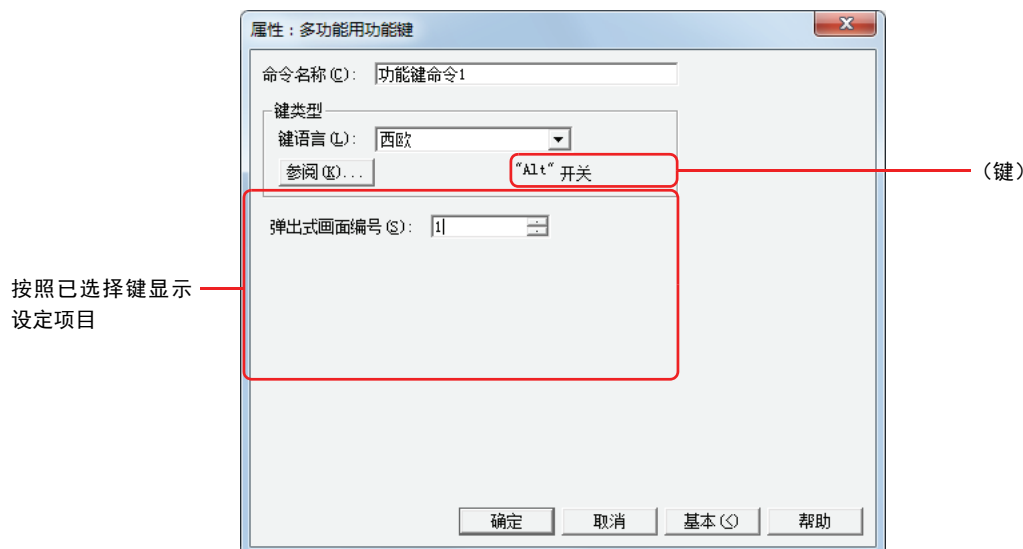 属性：多功能用功能键
命令名称(C): 功能键命令1
键类型
键语言(L): 西欧
参阅(K)... "Alt" 开关
（键）
弹出式画面编号(S): 1
按照已选择键显示
设定项目
确定 取消 基本(<) 帮助